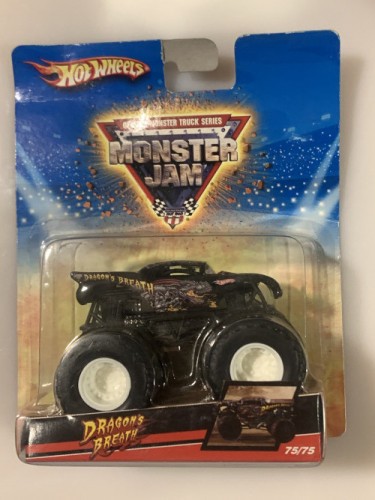 HOT WHEELS
MONSTER TRUCK SERIES
MONSTER
JAM
DRAGON'S BREATH
DRAGON'S
BREATH
75/75